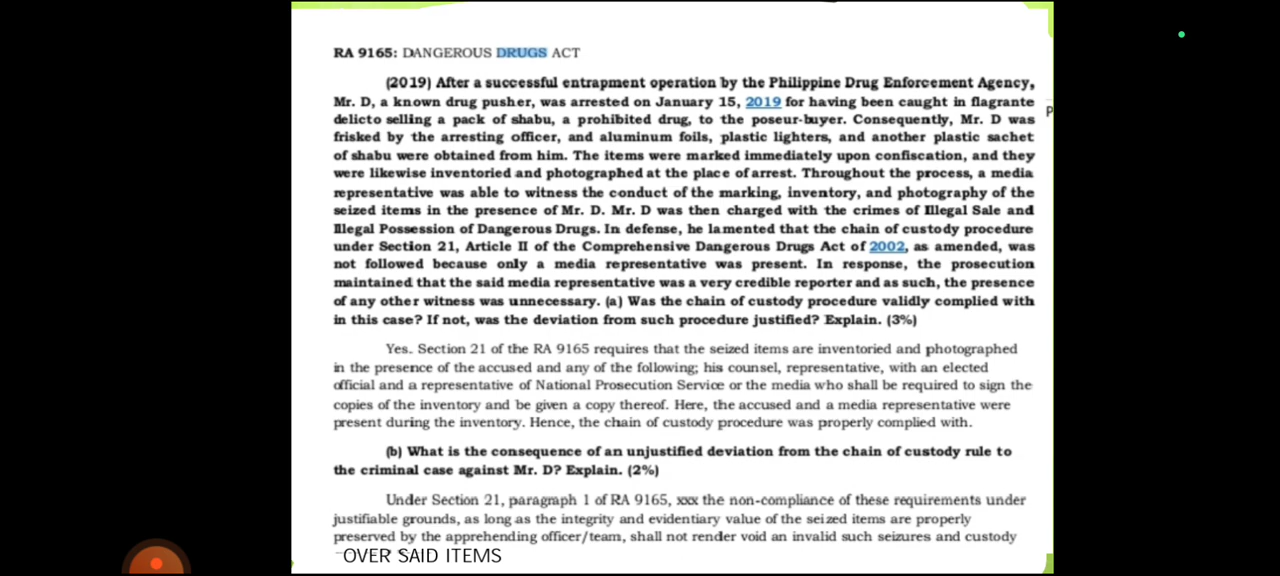 RA 9165: DANGEROUS DRUGS ACT
(2019) After a successful entrapment operation by the Philippine Drug Enforcement Agency,
Mr. D, a known drug pusher, was arrested on January 15, 2019 for having been caught in flagrante
delicto selling a pack of shabu, a prohibited drug, to the poseur-buyer. Consequently, Mr. D was
frisked by the arresting officer, and aluminum foils, plastic lighters, and another plastic sachet
of shabu were obtained from him. The items were marked immediately upon confiscation, and they
were likewise inventoried and photographed at the place of arrest. Throughout the process, a media
representative was able to witness the conduct of the marking, inventory, and photography of the
seized items in the presence of Mr. D. Mr. D was then charged with the crimes of Illegal Sale and
Illegal Possession of Dangerous Drugs. In defense, he lamented that the chain of custody procedure
under Section 21, Article II of the Comprehensive Dangerous Drugs Act of 2002, as amended, was
not followed because only a media representative was present. In response, the prosecution
maintained that the said media representative was a very credible reporter and as such, the presence
of any other witness was unnecessary. (a) Was the chain of custody procedure validly complied with
in this case? If not, was the deviation from such procedure justified? Explain. (3%)
Yes. Section 21 of the RA 9165 requires that the seized items are inventoried and photographed
in the presence of the accused and any of the following; his counsel, representative, with an elected
official and a representative of National Prosecution Service or the media who shall be required to sign the
copies of the inventory and be given a copy thereof. Here, the accused and a media representative were
present during the inventory. Hence, the chain of custody procedure was properly complied with.
(b) What is the consequence of an unjustified deviation from the chain of custody rule to
the criminal case against Mr. D? Explain. (2%)
Under Section 21, paragraph 1 of RA 9165, xxx the non-compliance of these requirements under
justifiable grounds, as long as the integrity and evidentiary value of the seized items are properly
preserved by the apprehending officer/team, shall not render void an invalid such seizures and custody
OVER SAID ITEMS
P